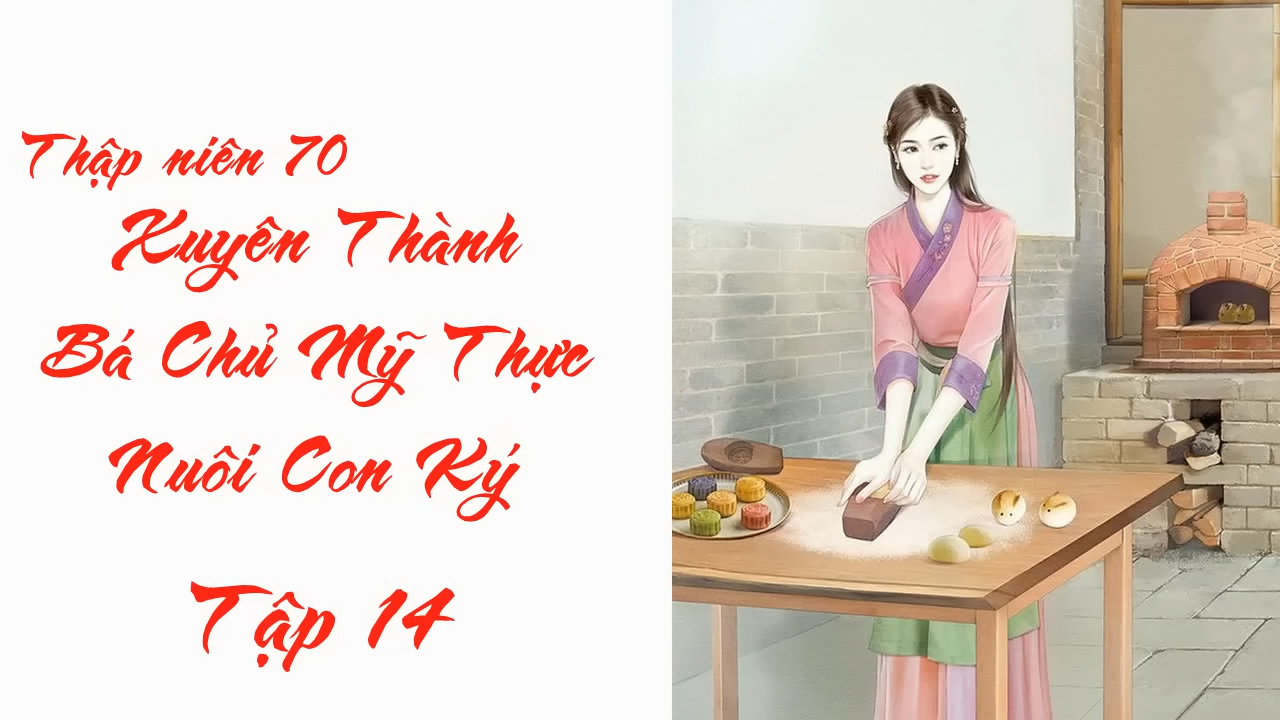 Thập niên 70
Xuyên Thành
Bá Chủ Mỹ Thực
Nuôi Con Ký
Tập 14